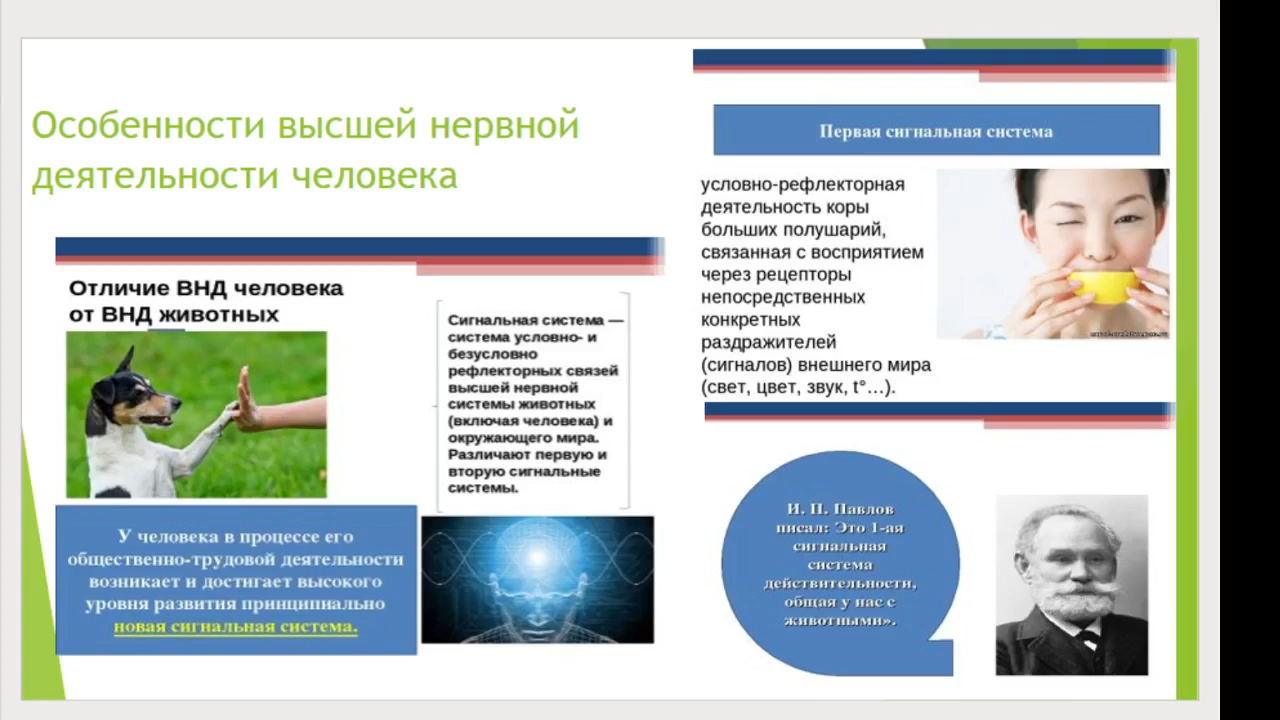 Особенности высшей нервной
деятельности человека
Отличие ВНД человека
от ВНД животных
Сигнальная система —
система условно- и
безусловно
рефлекторных связей
высшей нервной
системы животных
(включая человека) и
окружающего мира.
Различают первую и
вторую сигнальные
системы.
У человека в процессе его
общественно-трудовой деятельности
возникает и достигает высокого
уровня развития принципиально
новая сигнальная система.
Первая сигнальная система
условно-рефлекторная
деятельность коры
больших полушарий,
связанная с восприятием
через рецепторы
непосредственных
конкретных
раздражителей
(сигналов) внешнего мира
(свет, цвет, звук, t°…).
И. П. Павлов
писал: Это 1-ая
сигнальная
система
действительности,
общая у нас с
животными».